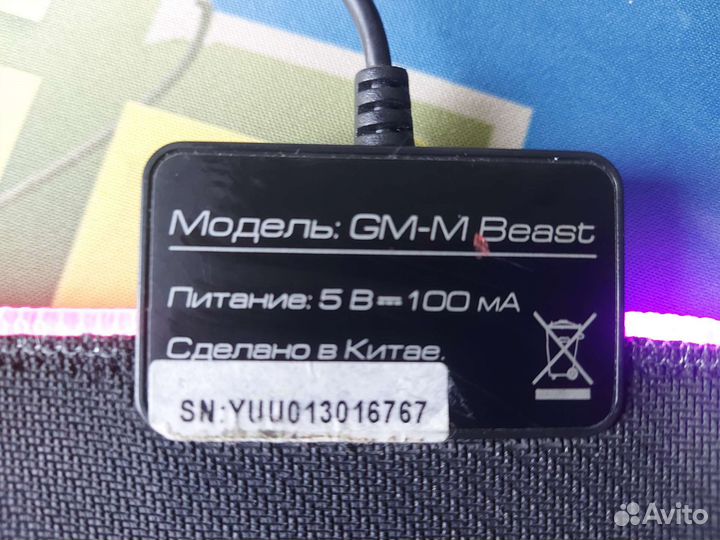 Модель: GM-M Beast
Питание: 5 В⎓100 мА
Сделано в Китае.
SN:YUU013016767
Avito